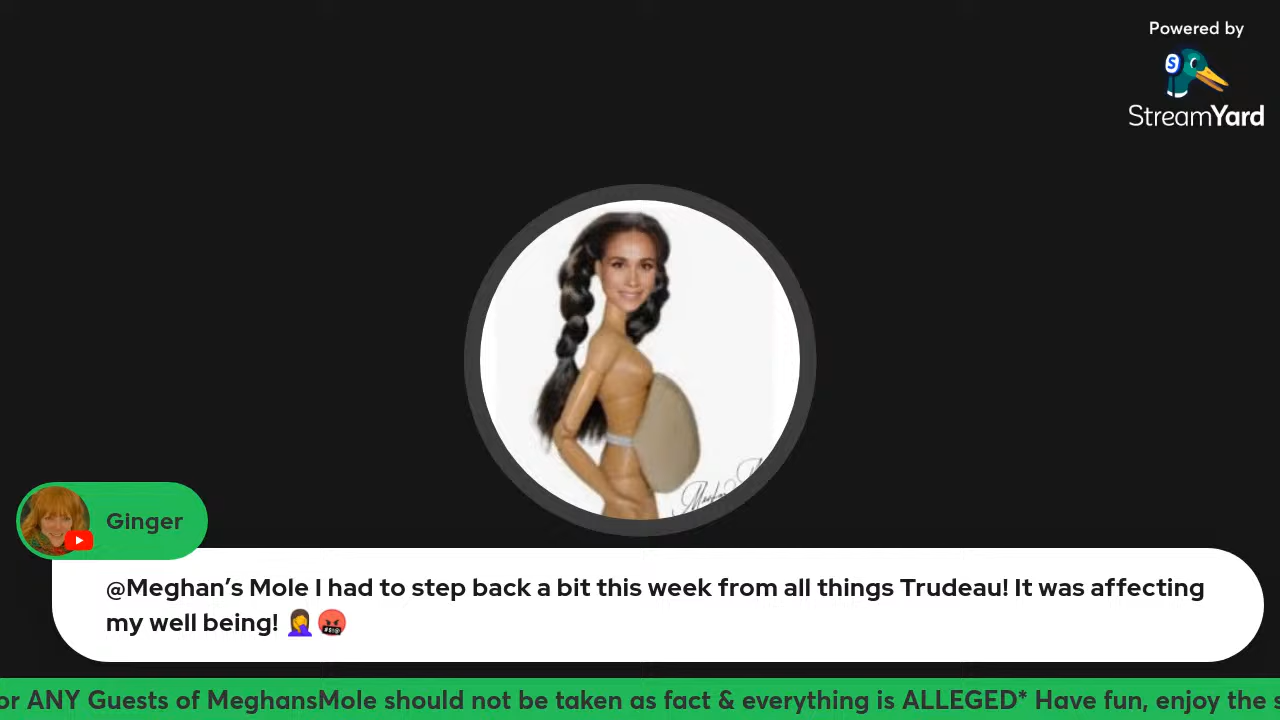 Powered by
S
StreamYard
Ginger
@Meghan’s Mole I had to step back a bit this week from all things Trudeau! It was affecting
my well being! 🤦‍♀️🤬
or ANY Guests of MeghansMole should not be taken as fact & everything is ALLEGED* Have fun, enjoy the s